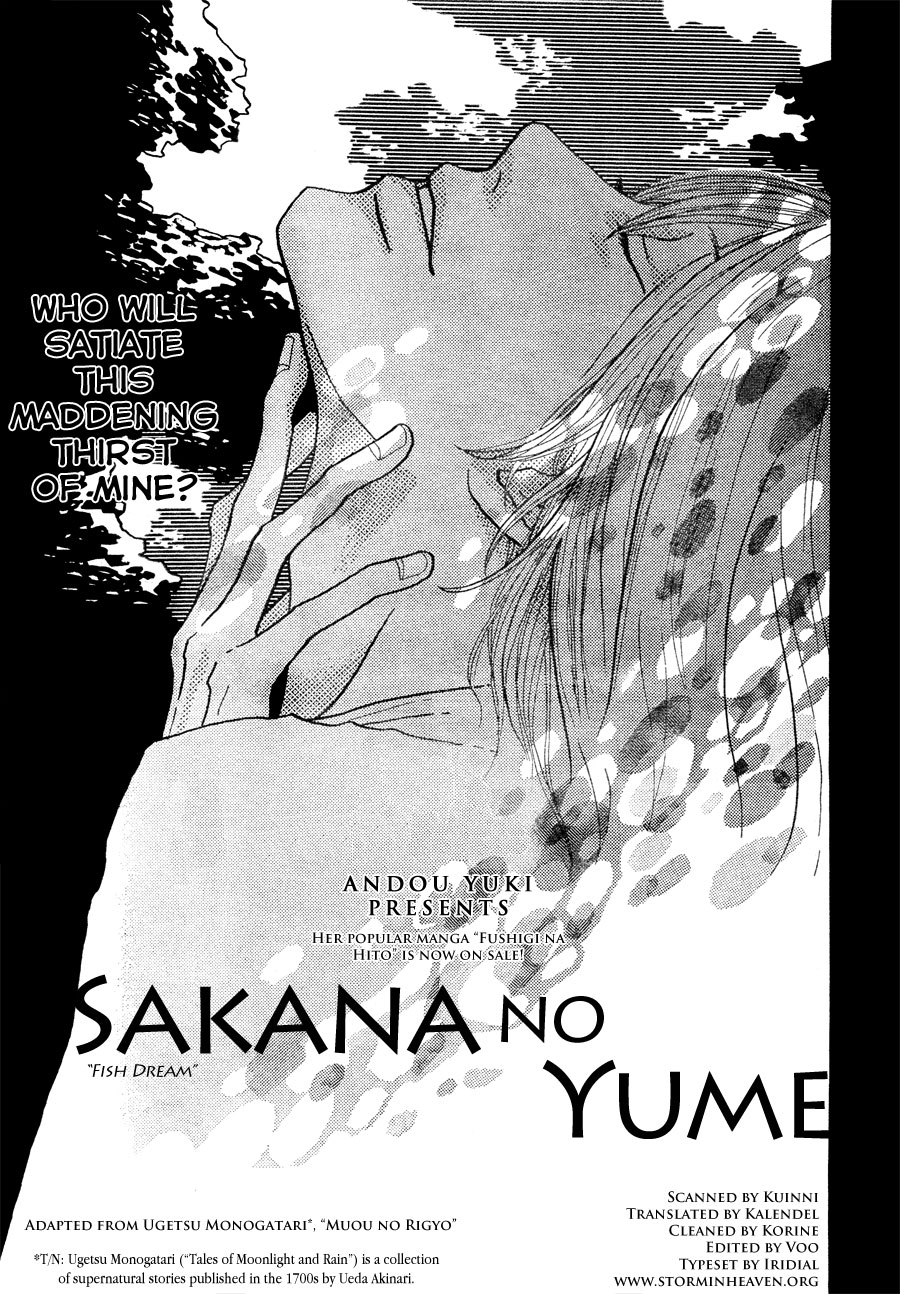 WHO WILL
SATIATE
THIS
MADDENING
THIRST
OF MINE?
ANDOU YUKI
PRESENTS
HER POPULAR MANGA "FUSHIGI NA
HITO" IS NOW ON SALE!
SAKANA NO
"FISH DREAM"
YUME
ADAPTED FROM UGETSU MONOGATARI*, "MUOU NO RIGYO"
*T/N: Ugetsu Monogatari ("Tales of Moonlight and Rain") is a collection
of supernatural stories published in the 1700s by Ueda Akinari.
SCANNED BY KUINNI
TRANSLATED BY KALENDEL
CLEANED BY KORINE
EDITED BY VOO
TYPESET BY IRIDIAL
WWW.STORMINHEAVEN.ORG